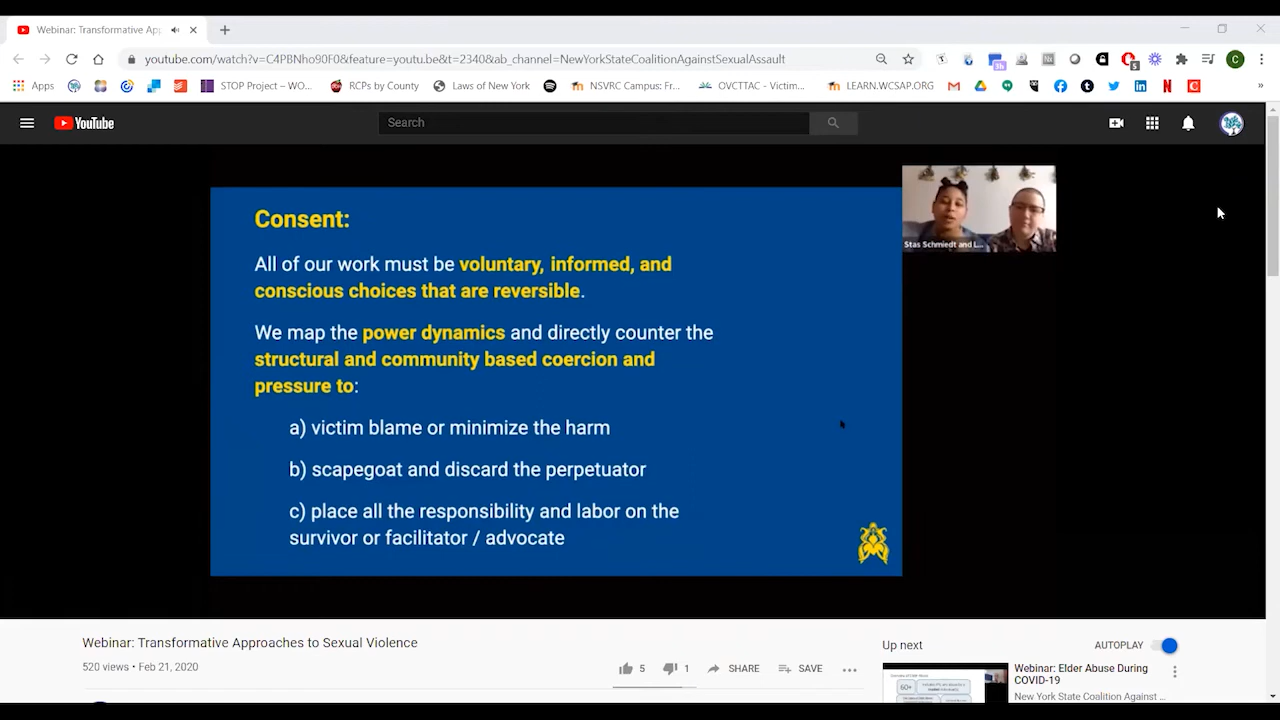 Webinar: Transformative Ap
youtube.com/watch?v=C4PBNho90F0&feature=youtube&t=2340&ab_channel=NewYorkStateCoalitionAgainstSexualAssault
3h
5
C
Apps
STOP Project – WO...
RCPs by County
Laws of New York
NSVRC Campus: Fr...
OVCTTAC - Victim...
LEARN.WCSAP.ORG
»
YouTube
Search
Consent:
All of our work must be voluntary, informed, and
conscious choices that are reversible.
We map the power dynamics and directly counter the
structural and community based coercion and
pressure to:
a) victim blame or minimize the harm
b) scapegoat and discard the perpetuator
c) place all the responsibility and labor on the
survivor or facilitator / advocate
Stas Schmiedt and L...
Webinar: Transformative Approaches to Sexual Violence
520 views • Feb 21, 2020
5
1
SHARE
SAVE
Up next
AUTOPLAY
Webinar: Elder Abuse During
COVID-19
New York State Coalition Against ...
60+